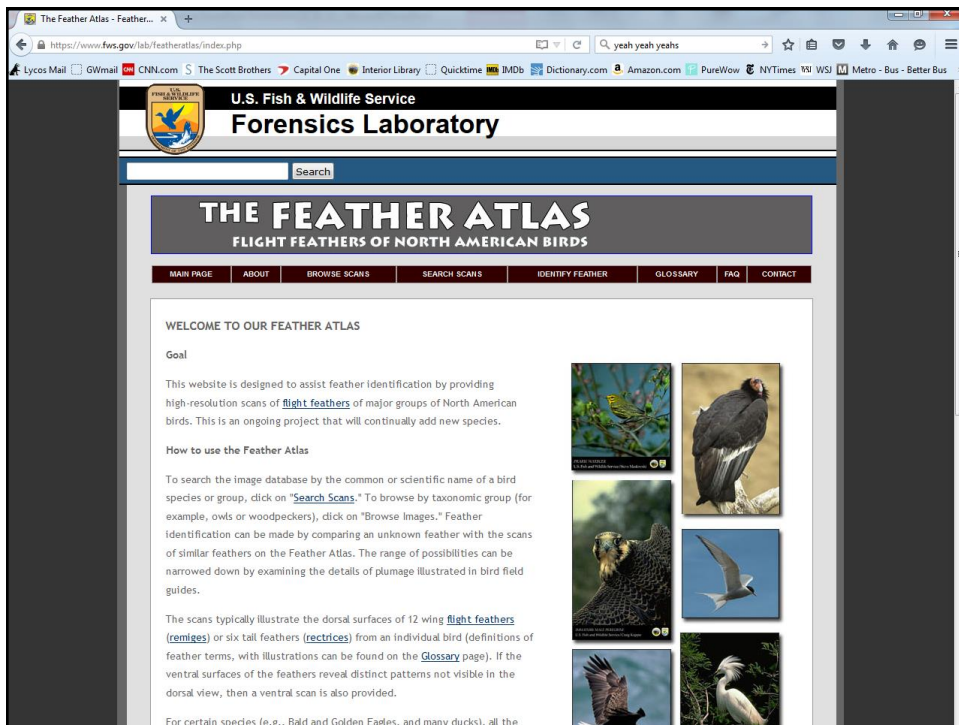 The Feather Atlas - Feather...
https://www.fws.gov/lab/featheratlas/index.php
yeah yeah yeahs
Lycos Mail GWmail CNN.com The Scott Brothers Capital One Interior Library Quicktime IMDb Dictionary.com Amazon.com PureWow NYTimes WSJ Metro - Bus - Better Bus
U.S.
FISH & WILDLIFE
SERVICE
U.S. Fish & Wildlife Service
Forensics Laboratory
Search
THE FEATHER ATLAS
FLIGHT FEATHERS OF NORTH AMERICAN BIRDS
MAIN PAGE ABOUT BROWSE SCANS SEARCH SCANS IDENTIFY FEATHER GLOSSARY FAQ CONTACT
WELCOME TO OUR FEATHER ATLAS
Goal
This website is designed to assist feather identification by providing
high-resolution scans of flight feathers of major groups of North American
birds. This is an ongoing project that will continually add new species.
How to use the Feather Atlas
To search the image database by the common or scientific name of a bird
species or group, click on "Search Scans." To browse by taxonomic group (for
example, owls or woodpeckers), click on "Browse Images." Feather
identification can be made by comparing an unknown feather with the scans
of similar feathers on the Feather Atlas. The range of possibilities can be
narrowed down by examining the details of plumage illustrated in bird field
guides.
The scans typically illustrate the dorsal surfaces of 12 wing flight feathers
(remiges) or six tail feathers (rectrices) from an individual bird (definitions of
feather terms, with illustrations can be found on the Glossary page). If the
ventral surfaces of the feathers reveal distinct patterns not visible in the
dorsal view, then a ventral scan is also provided.
For certain species (e.g., Bald and Golden Eagles, and many ducks), all the